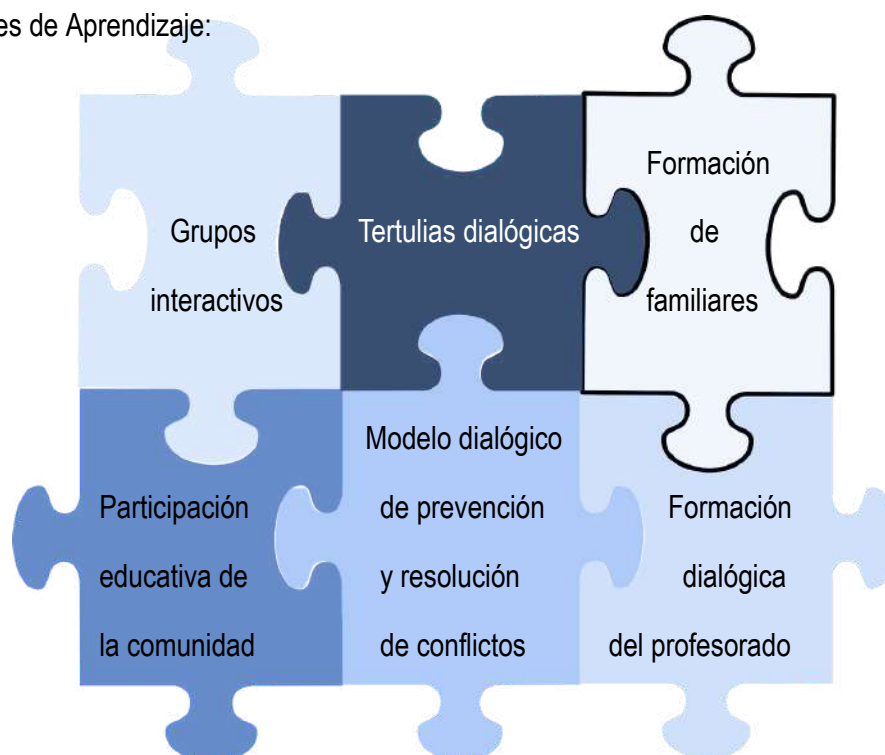 es de Aprendizaje:
Grupos
interactivos
Tertulias dialógicas
Formación
de
familiares
Participación
educativa de
la comunidad
Modelo dialógico
de prevención
y resolución
de conflictos
Formación
dialógica
del profesorado